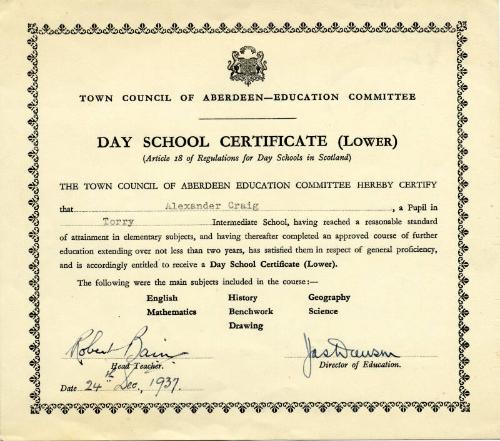 TOWN COUNCIL OF ABERDEEN—EDUCATION COMMITTEE
DAY SCHOOL CERTIFICATE (LOWER)
(Article 18 of Regulations for Day Schools in Scotland)
THE TOWN COUNCIL OF ABERDEEN EDUCATION COMMITTEE HEREBY CERTIFY
that Alexander Craig, a Pupil in
Torry Intermediate School, having reached a reasonable standard
of attainment in elementary subjects, and having thereafter completed an approved course of further
education extending over not less than two years, has satisfied them in respect of general proficiency,
and is accordingly entitled to receive a Day School Certificate (Lower).
The following were the main subjects included in the course:—
English History Geography
Mathematics Benchwork Science
Drawing
Robert Bain Jas Dawson
Head Teacher. Director of Education.
Date 24th Dec., 1937.